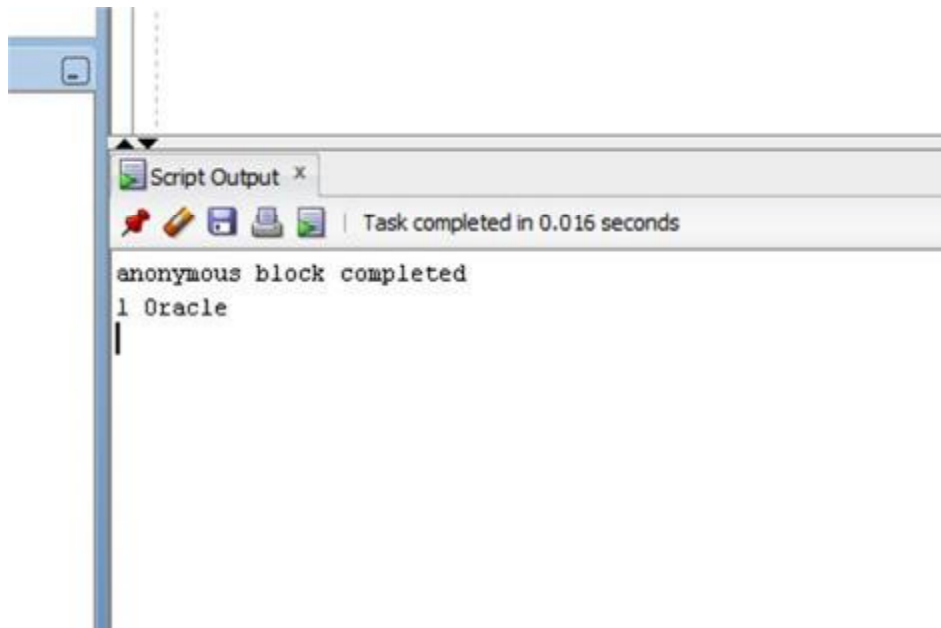 Script Output
Task completed in 0.016 seconds
anonymous block completed
1 Oracle